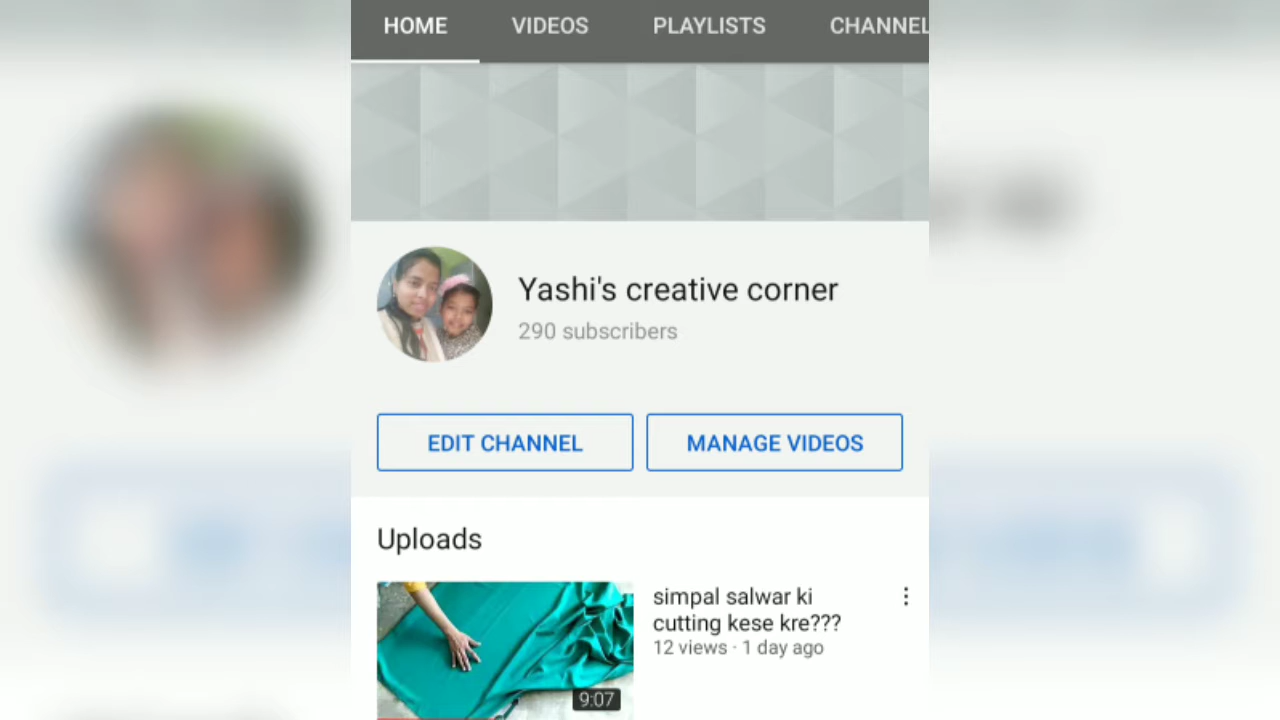 HOME VIDEOS PLAYLISTS CHANNEL
Yashi's creative corner
290 subscribers
EDIT CHANNEL MANAGE VIDEOS
Uploads
simpal salwar ki
cutting kese kre???
12 views · 1 day ago
9:07